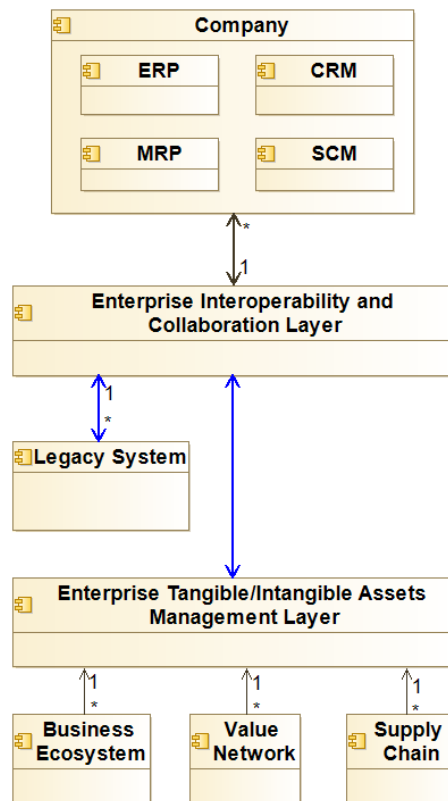 Company
ERP
CRM
MRP
SCM
*
1
Enterprise Interoperability and
Collaboration Layer
1
*
Legacy System
Enterprise Tangible/Intangible Assets
Management Layer
1
1
1
*
*
*
Business
Ecosystem
Value
Network
Supply
Chain